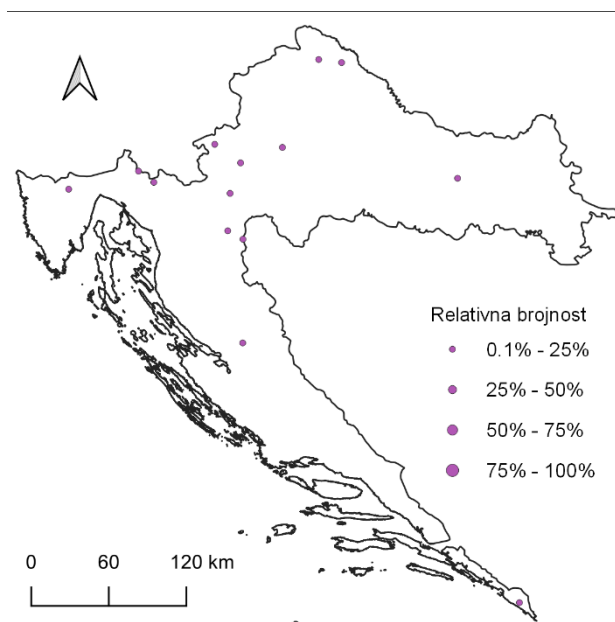 Relativna brojnost
0.1% - 25%
25% - 50%
50% - 75%
75% - 100%
0 60 120 km